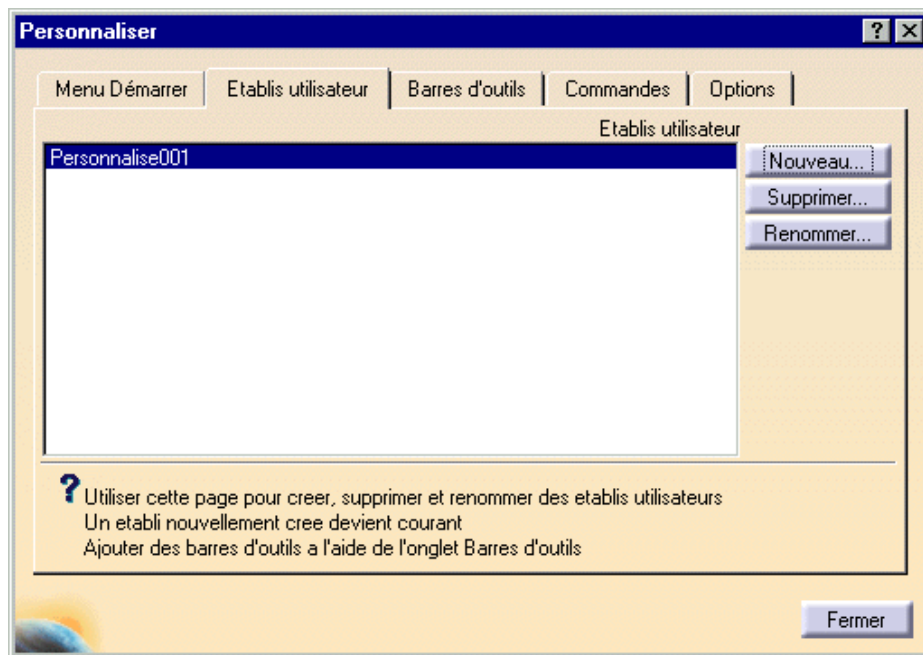 Personnaliser
Menu Démarrer Etablis utilisateur Barres d'outils Commandes Options
Etablis utilisateur
Personnalise001
Nouveau...
Supprimer...
Renommer...
? Utiliser cette page pour creer, supprimer et renommer des etablis utilisateurs
Un etabli nouvellement cree devient courant
Ajouter des barres d'outils a l'aide de l'onglet Barres d'outils
Fermer